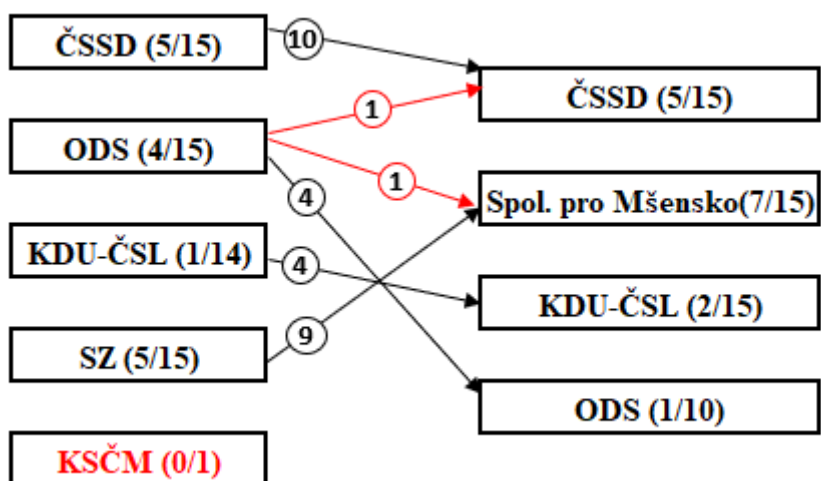 ČSSD (5/15)
10
ČSSD (5/15)
1
ODS (4/15)
1
4
Spol. pro Mšensko(7/15)
KDU-ČSL (1/14)
4
KDU-ČSL (2/15)
9
SZ (5/15)
ODS (1/10)
KSČM (0/1)